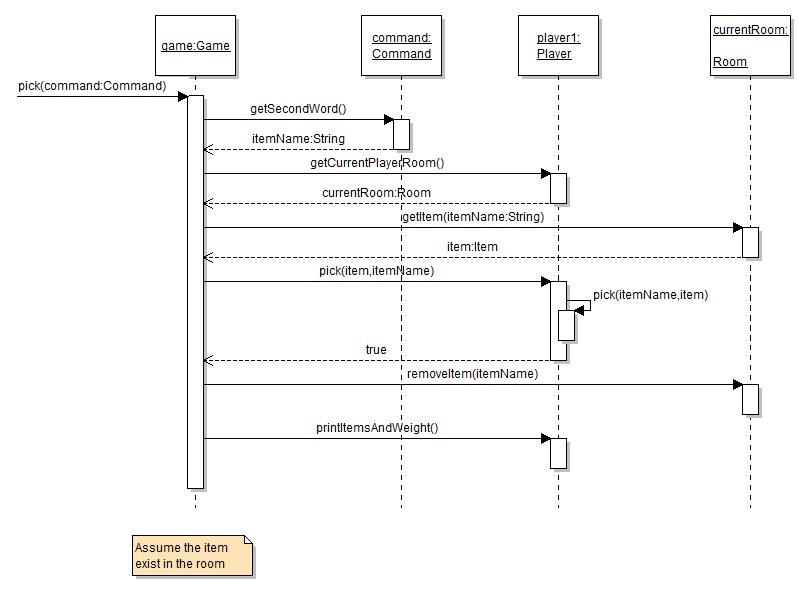 game:Game
command:
Command
player1:
Player
currentRoom:
Room
pick(command:Command)
getSecondWord()
itemName:String
getCurrentPlayerRoom()
currentRoom:Room
getItem(itemName:String)
item:Item
pick(item,itemName)
pick(itemName,item)
true
removeItem(itemName)
printItemsAndWeight()
Assume the item
exist in the room